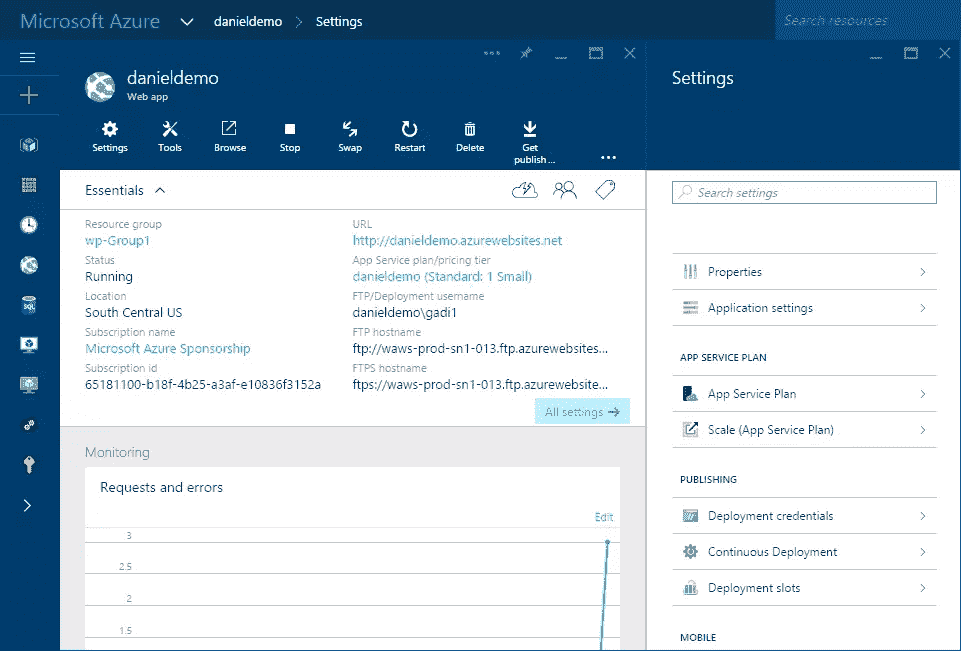 Microsoft Azure danieldemo Settings
Search resources
danieldemo
Web app
Settings
Tools
Browse
Stop
Swap
Restart
Delete
Get
publish ...
Essentials
Resource group
wp-Group1
Status
Running
Location
South Central US
Subscription name
Microsoft Azure Sponsorship
Subscription id
65181100-b18f-4b25-a3af-e10836f3152a
URL
http://danieldemo.azurewebsites.net
App Service plan/pricing tier
danieldemo (Standard: 1 Small)
FTP/Deployment username
danieldemo\gadi1
FTP hostname
ftp://waws-prod-sn1-013.ftp.azurewebsites...
FTPS hostname
ftps://waws-prod-sn1-013.ftp.azurewebsite...
All settings
Monitoring
Requests and errors
Edit
3
2.5
2
1.5
Settings
Search settings
Properties
Application settings
APP SERVICE PLAN
App Service Plan
Scale (App Service Plan)
PUBLISHING
Deployment credentials
Continuous Deployment
Deployment slots
MOBILE
SQL